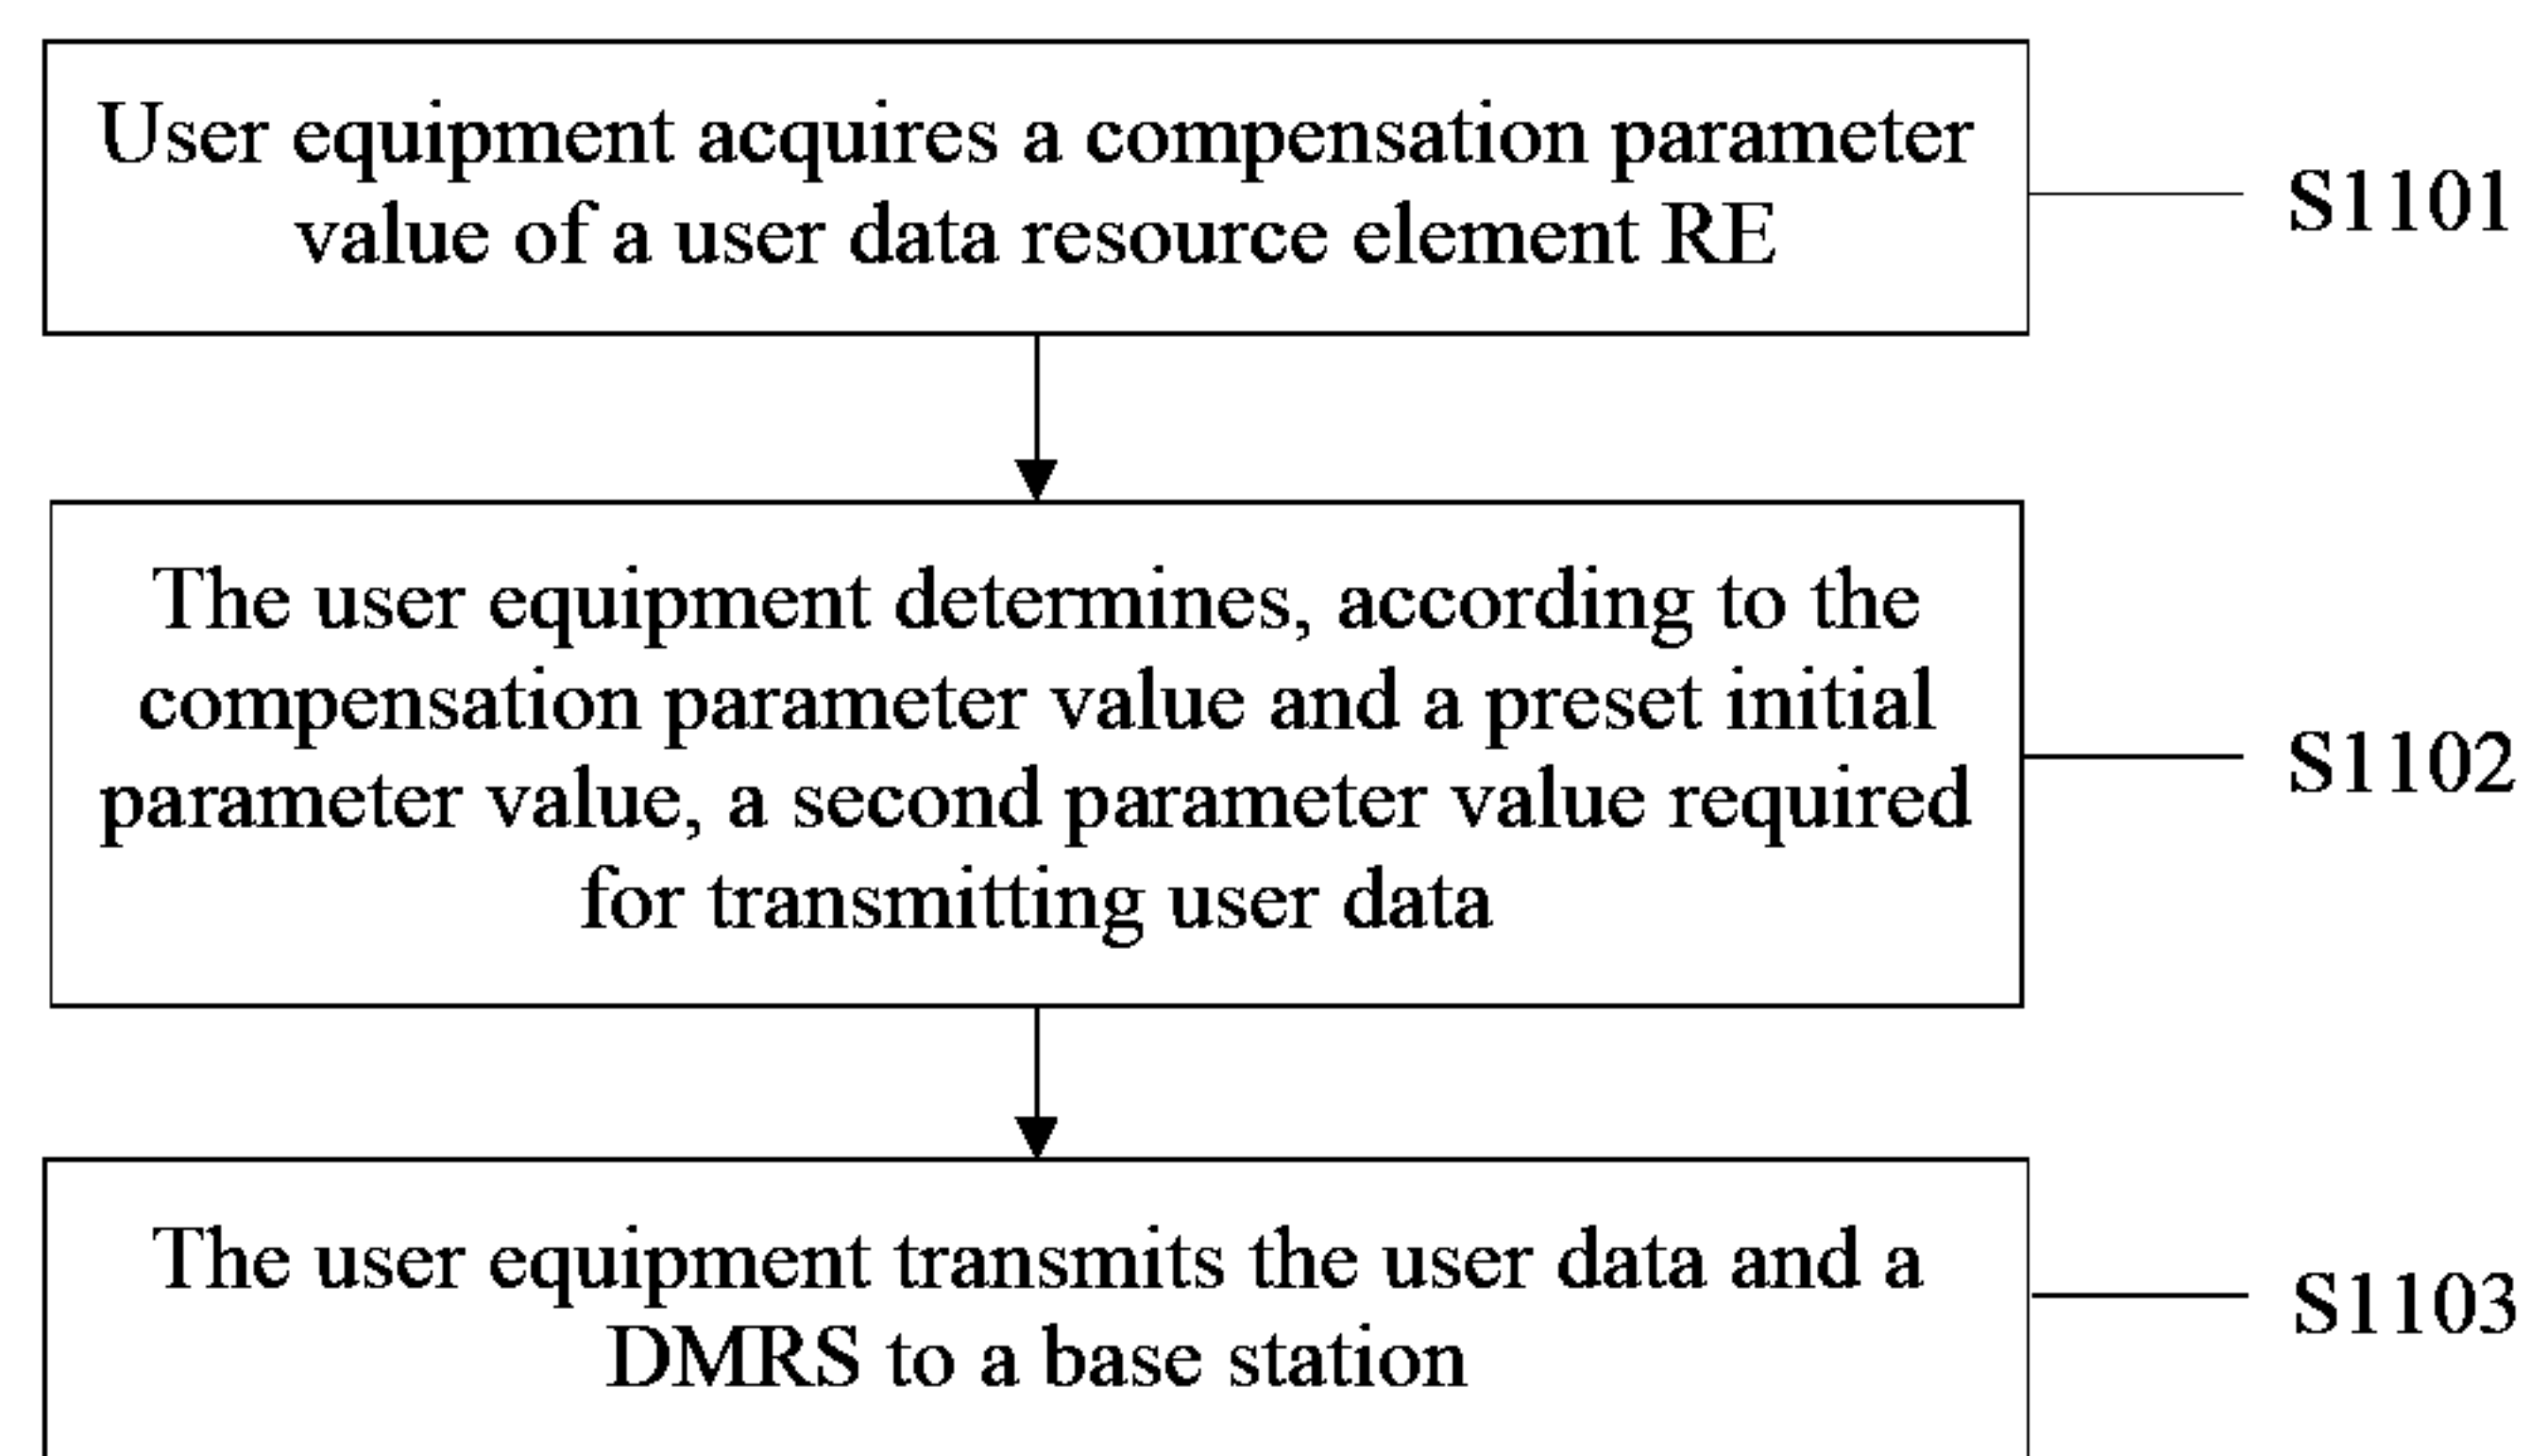 User equipment acquires a compensation parameter
value of a user data resource element RE
S1101
The user equipment determines, according to the
compensation parameter value and a preset initial
parameter value, a second parameter value required
for transmitting user data
S1102
The user equipment transmits the user data and a
DMRS to a base station
S1103